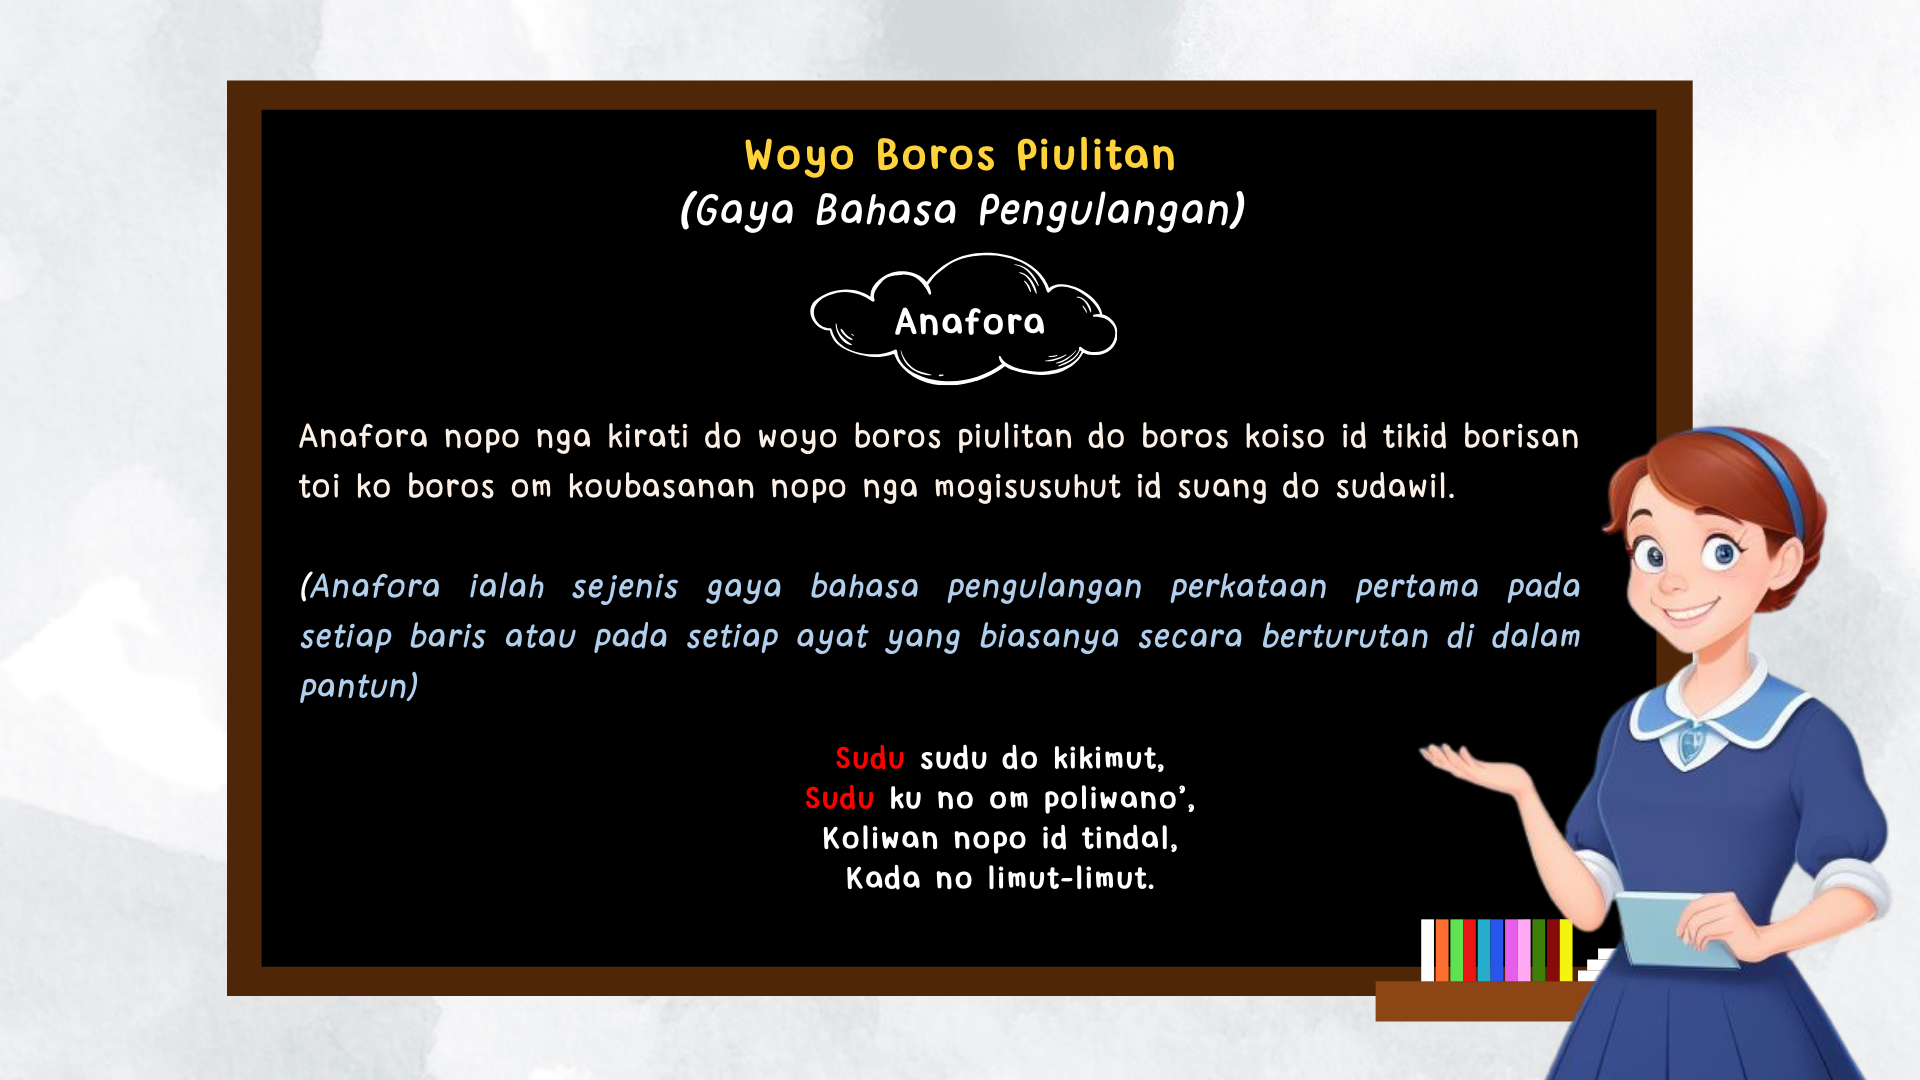 Woyo Boros Piulitan
(Gaya Bahasa Pengulangan)
Anafora
Anafora nopo nga kirati do woyo boros piulitan do boros koiso id tikid borisan
toi ko boros om koubasanan nopo nga mogisusuhut id suang do sudawil.
(Anafora ialah sejenis gaya bahasa pengulangan perkataan pertama pada
setiap baris atau pada setiap ayat yang biasanya secara berturutan di dalam
pantun)
Sudu sudu do kikimut,
Sudu ku no om poliwano’,
Koliwan nopo id tindal,
Kada no limut-limut.